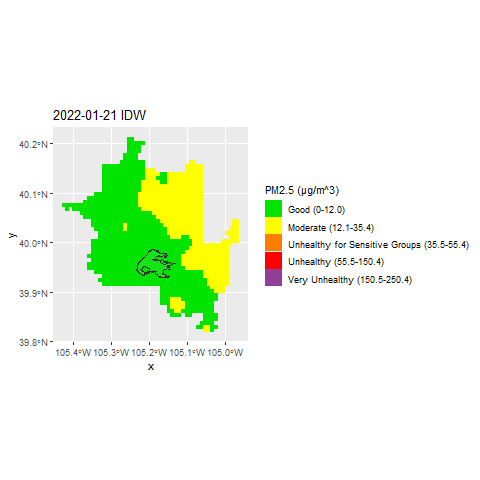 2022-01-21 IDW
40.2°N
40.1°N
40.0°N
39.9°N
39.8°N
y
105.4°W 105.3°W 105.2°W 105.1°W 105.0°W
x
PM2.5 (µg/m^3)
Good (0-12.0)
Moderate (12.1-35.4)
Unhealthy for Sensitive Groups (35.5-55.4)
Unhealthy (55.5-150.4)
Very Unhealthy (150.5-250.4)